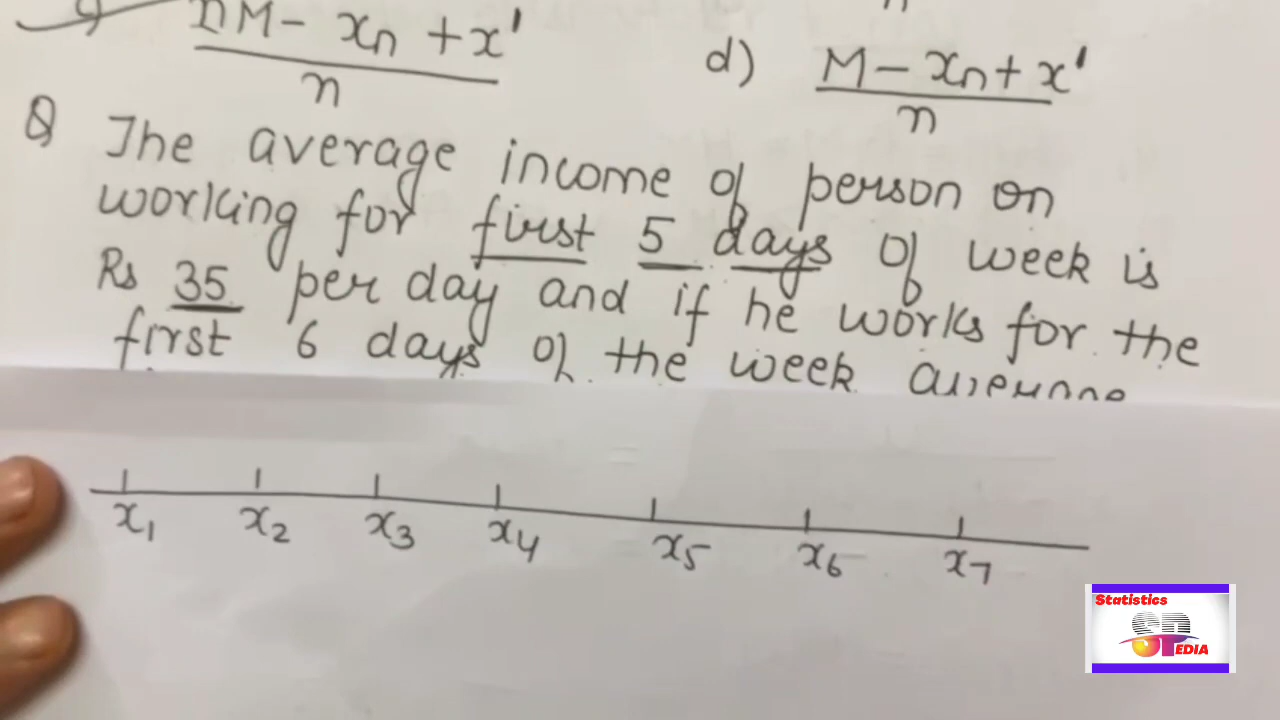 nM - xn + x'
n
d) M - xn + x'
n
Q The average income of person on
working for first 5 days of week is
Rs 35 per day and if he works for the
first 6 days of the week
x1 x2 x3 x4 x5 x6 x7
Statistics
PEDIA